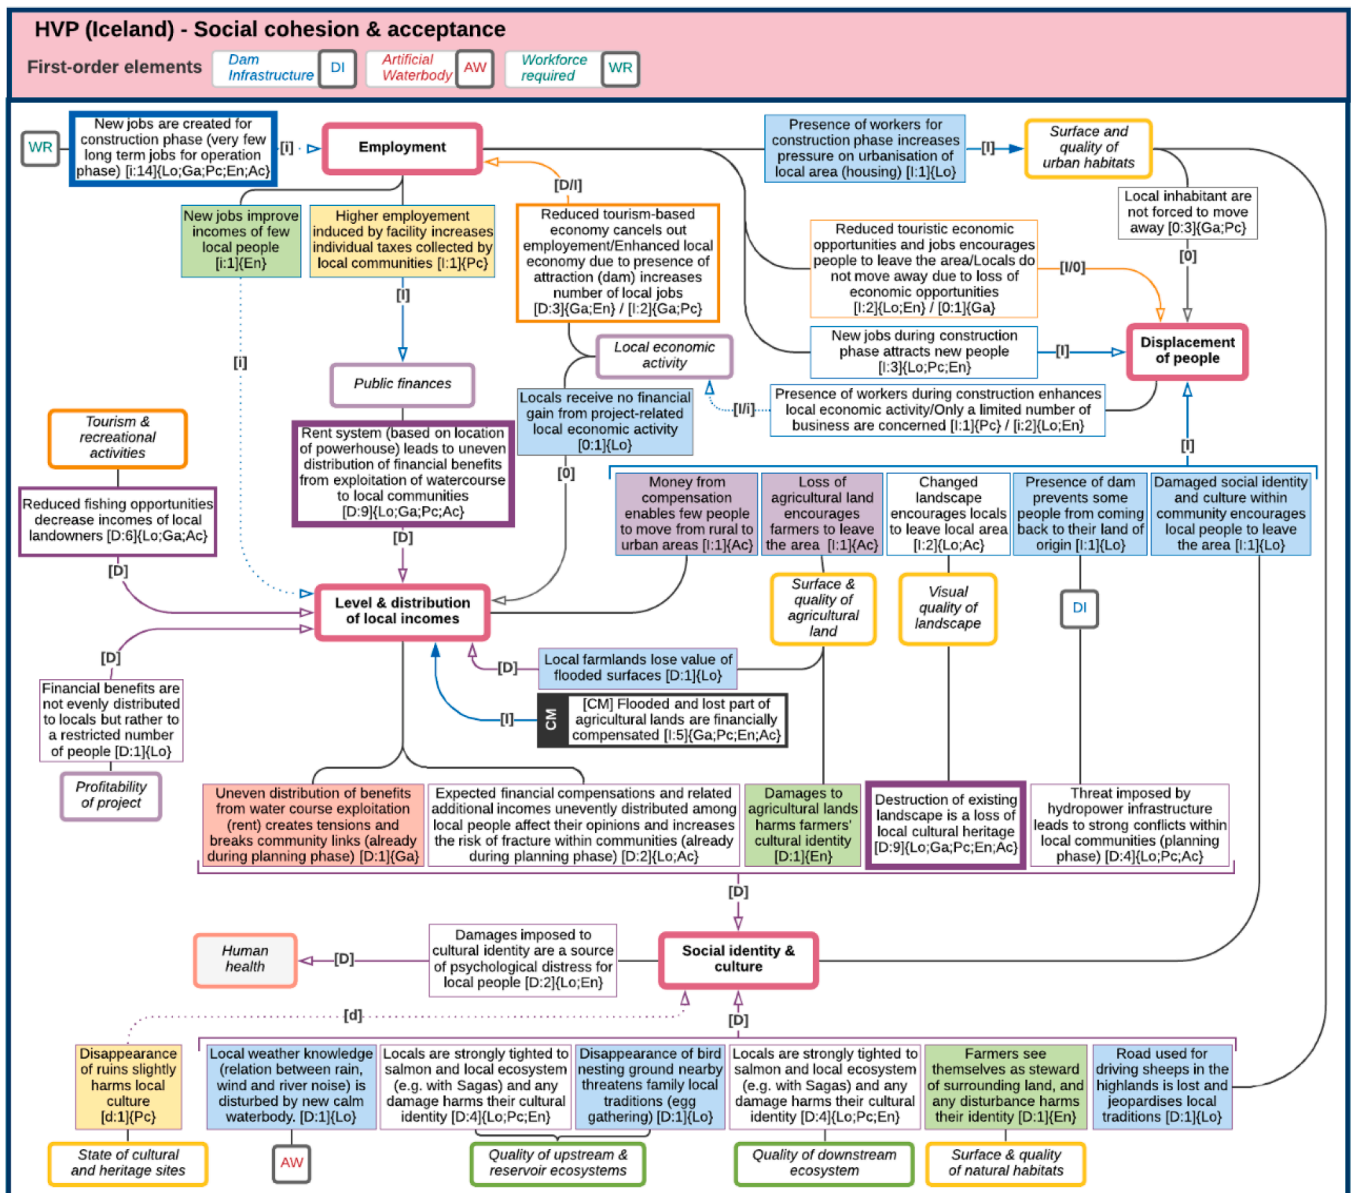 HVP (Iceland) - Social cohesion & acceptance
First-order elements
Dam
Infrastructure
DI
Artificial
Waterbody
AW
Workforce
required
WR
WR
New jobs are created for
construction phase (very few
long term jobs for operation
phase) [i:14]{Lo;Ga;Pc;En;Ac}
[i]
Employment
Presence of workers for
construction phase increases
pressure on urbanisation of
local area (housing) [I:1]{Lo}
[I]
Surface and
quality of
urban habitats
New jobs improve
incomes of few
local people
[i:1]{En}
Higher employement
induced by facility increases
individual taxes collected by
local communities [I:1]{Pc}
[D/I]
Reduced tourism-based
economy cancels out
employement/Enhanced local
economy due to presence of
attraction (dam) increases
number of local jobs
[D:3]{Ga;En} / [I:2]{Ga;Pc}
Reduced touristic economic
opportunities and jobs encourages
people to leave the area/Locals do
not move away due to loss of
economic opportunities
[I:2]{Lo;En} / [0:1]{Ga}
[I/0]
Local inhabitant are
not forced to move
away [0:3]{Ga;Pc}
[0]
[I]
[i]
Public finances
Local economic
activity
New jobs during construction
phase attracts new people
[I:3]{Lo;Pc;En}
[I]
Displacement
of people
Locals receive no financial
gain from project-related
local economic activity
[0:1]{Lo}
[I/i]
Presence of workers during construction enhances
local economic activity/Only a limited number of
business are concerned [I:1]{Pc} / [i:2]{Lo;En}
[I]
Tourism &
recreational
activities
Rent system (based on location
of powerhouse) leads to uneven
distribution of financial benefits
from exploitation of watercourse
to local communities
[D:9]{Lo;Ga;Pc;Ac}
[0]
Reduced fishing opportunities
decrease incomes of local
landowners [D:6]{Lo;Ga;Ac}
[D]
[D]
Money from
compensation
enables few people
to move from rural to
urban areas [I:1]{Ac}
Loss of
agricultural land
encourages
farmers to leave
the area [I:1]{Ac}
Changed
landscape
encourages locals
to leave local area
[I:2]{Lo;Ac}
Presence of dam
prevents some
people from coming
back to their land of
origin [I:1]{Lo}
Damaged social identity
and culture within
community encourages
local people to leave
the area [I:1]{Lo}
Level & distribution
of local incomes
Surface &
quality of
agricultural
land
Visual
quality of
landscape
DI
[D]
Financial benefits are
not evenly distributed
to locals but rather to
a restricted number
of people [D:1]{Lo}
Profitability
of project
[D]
Local farmlands lose value of
flooded surfaces [D:1]{Lo}
[I]
CM
[CM] Flooded and lost part of
agricultural lands are financially
compensated [I:5]{Ga;Pc;En;Ac}
Uneven distribution of benefits
from water course exploitation
(rent) creates tensions and
breaks community links (already
during planning phase) [D:1]{Ga}
Expected financial compensations and related
additional incomes unevently distributed among
local people affect their opinions and increases
the risk of fracture within communities (already
during planning phase) [D:2]{Lo;Ac}
Damages to
agricultural lands
harms farmers'
cultural identity
[D:1]{En}
Destruction of existing
landscape is a loss of
local cultural heritage
[D:9]{Lo;Ga;Pc;En;Ac}
Threat imposed by
hydropower infrastructure
leads to strong conflicts within
local communities (planning
phase) [D:4]{Lo;Pc;Ac}
[D]
Human
health
[D]
Damages imposed to
cultural identity are a source
of psychological distress for
local people [D:2]{Lo;En}
Social identity &
culture
[d]
[D]
Disappearance
of ruins slightly
harms local
culture
[d:1]{Pc}
Local weather knowledge
(relation between rain,
wind and river noise) is
disturbed by new calm
waterbody. [D:1]{Lo}
Locals are strongly tighted to
salmon and local ecosystem
(e.g. with Sagas) and any
damage harms their cultural
identity [D:4]{Lo;Pc;En}
Disappearance of bird
nesting ground nearby
threatens family local
traditions (egg
gathering) [D:1]{Lo}
Locals are strongly tighted to
salmon and local ecosystem
(e.g. with Sagas) and any
damage harms their cultural
identity [D:4]{Lo;Pc;En}
Farmers see
themselves as steward
of surrounding land, and
any disturbance harms
their identity [D:1]{En}
Road used for
driving sheeps in the
highlands is lost and
jeopardises local
traditions [D:1]{Lo}
State of cultural
and heritage sites
AW
Quality of upstream &
reservoir ecosystems
Quality of downstream
ecosystem
Surface & quality
of natural habitats